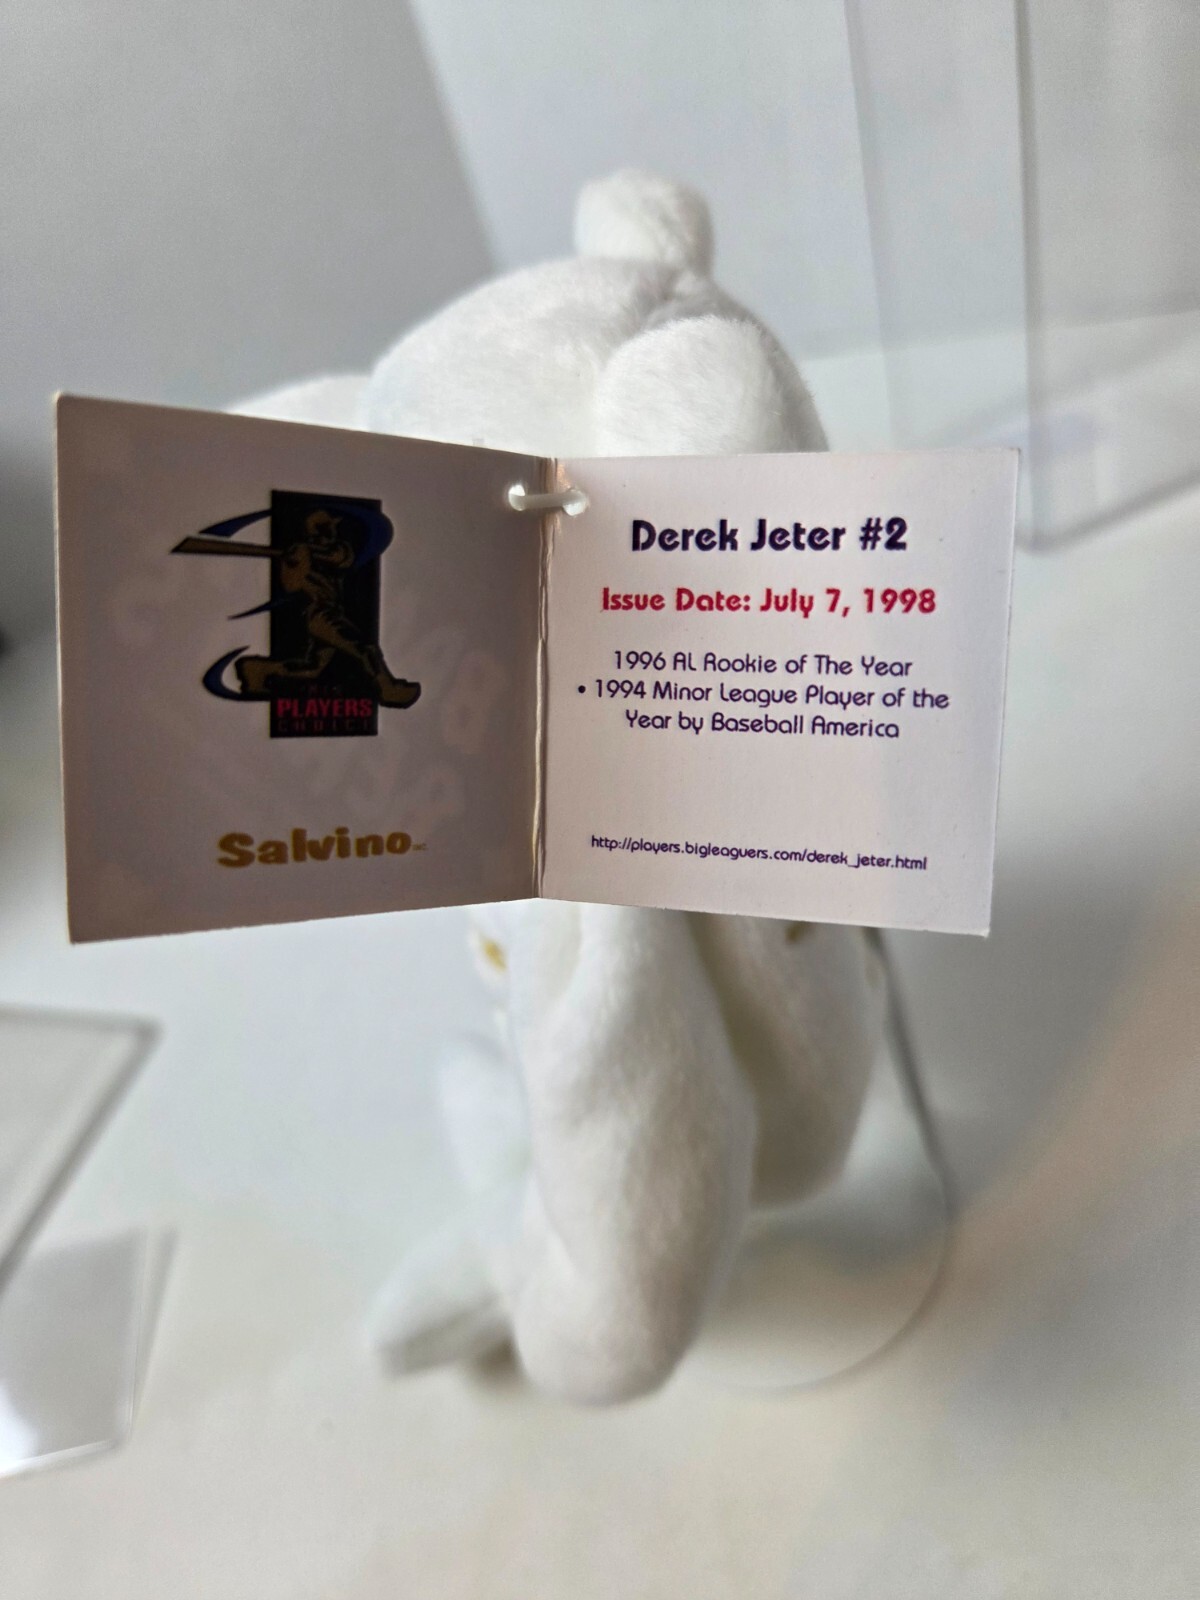 PLAYERS
CHOICE
Salvino
Derek Jeter #2
Issue Date: July 7, 1998
1996 AL Rookie of The Year
• 1994 Minor League Player of the
Year by Baseball America
http://players.bigleaguers.com/derek_jeter.html